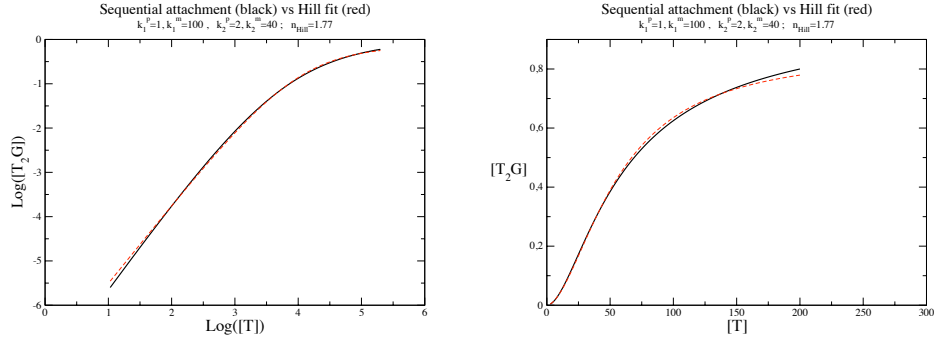 Sequential attachment (black) vs Hill fit (red)
k₁ᵖ=1, k₁ᵐ=100 k₂ᵖ=2, k₂ᵐ=40 ; n_Hill=1.77
0
-1
-2
-3
-4
-5
-6
Log([T₂G])
0 1 2 3 4 5 6
Log([T])
Sequential attachment (black) vs Hill fit (red)
k₁ᵖ=1, k₁ᵐ=100 k₂ᵖ=2, k₂ᵐ=40 ; n_Hill=1.77
0,8
0,6
0,4
0,2
0
[T₂G]
0 50 100 150 200 250 300
[T]